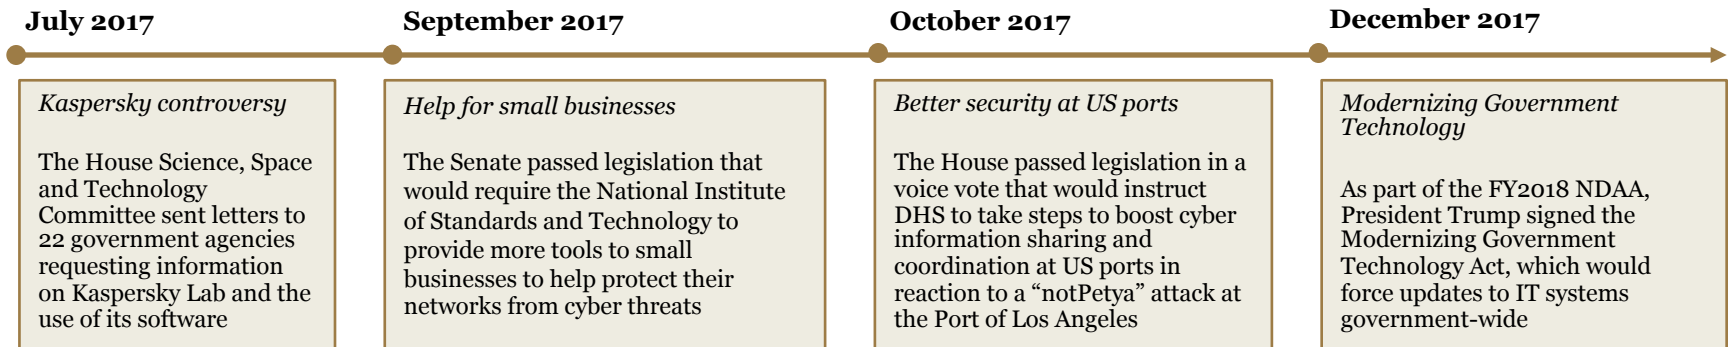 July 2017
Kaspersky controversy
The House Science, Space
and Technology
Committee sent letters to
22 government agencies
requesting information
on Kaspersky Lab and the
use of its software
September 2017
Help for small businesses
The Senate passed legislation that
would require the National Institute
of Standards and Technology to
provide more tools to small
businesses to help protect their
networks from cyber threats
October 2017
Better security at US ports
The House passed legislation in a
voice vote that would instruct
DHS to take steps to boost cyber
information sharing and
coordination at US ports in
reaction to a “notPetya” attack at
the Port of Los Angeles
December 2017
Modernizing Government
Technology
As part of the FY2018 NDAA,
President Trump signed the
Modernizing Government
Technology Act, which would
force updates to IT systems
government-wide